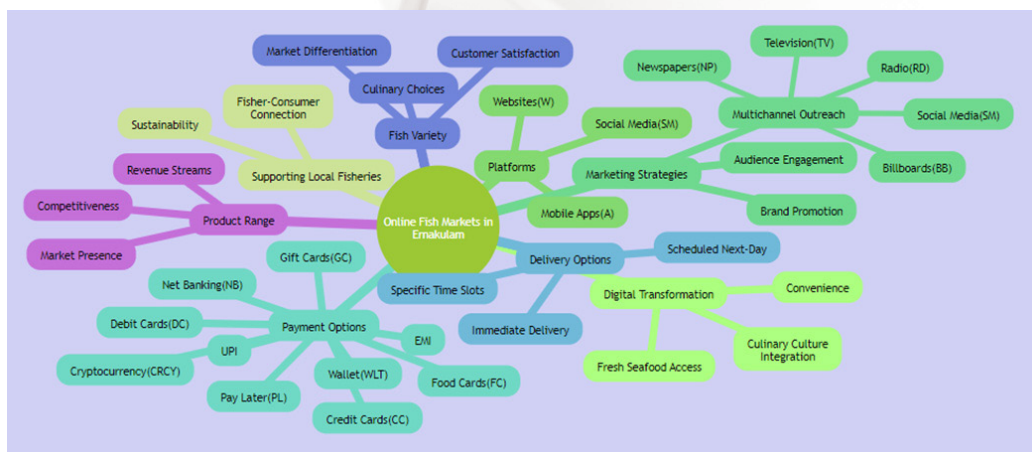 Online Fish Markets in
Ernakulam
Fish Variety
Market Differentiation
Culinary Choices
Customer Satisfaction
Platforms
Websites(W)
Social Media(SM)
Mobile Apps(A)
Marketing Strategies
Multichannel Outreach
Newspapers(NP)
Television(TV)
Radio(RD)
Social Media(SM)
Billboards(BB)
Audience Engagement
Brand Promotion
Delivery Options
Scheduled Next-Day
Specific Time Slots
Immediate Delivery
Digital Transformation
Convenience
Culinary Culture
Integration
Fresh Seafood Access
Payment Options
Gift Cards(GC)
Net Banking(NB)
Debit Cards(DC)
UPI
Cryptocurrency(CRCY)
Pay Later(PL)
Wallet(WLT)
Credit Cards(CC)
Food Cards(FC)
EMI
Product Range
Revenue Streams
Competitiveness
Market Presence
Supporting Local Fisheries
Sustainability
Fisher-Consumer
Connection